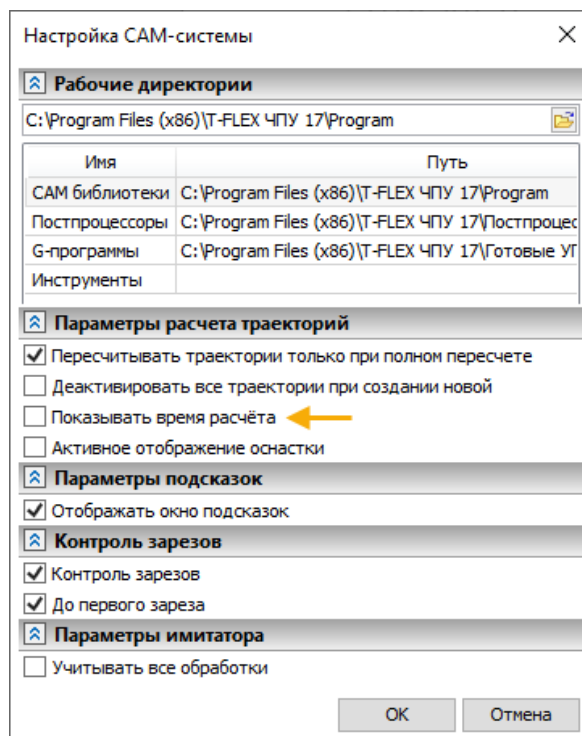 Настройка САМ-системы
Рабочие директории
C:\Program Files (x86)\T-FLEX ЧПУ 17\Program
Имя Путь
САМ библиотеки C:\Program Files (x86)\T-FLEX ЧПУ 17\Program
Постпроцессоры C:\Program Files (x86)\T-FLEX ЧПУ 17\Постпроцес
G-программы C:\Program Files (x86)\T-FLEX ЧПУ 17\Готовые УГ
Инструменты
Параметры расчета траекторий
Пересчитывать траектории только при полном пересчете
Деактивировать все траектории при создании новой
Показывать время расчёта
Активное отображение оснастки
Параметры подсказок
Отображать окно подсказок
Контроль зарезов
Контроль зарезов
До первого зареза
Параметры имитатора
Учитывать все обработки
ОК Отмена